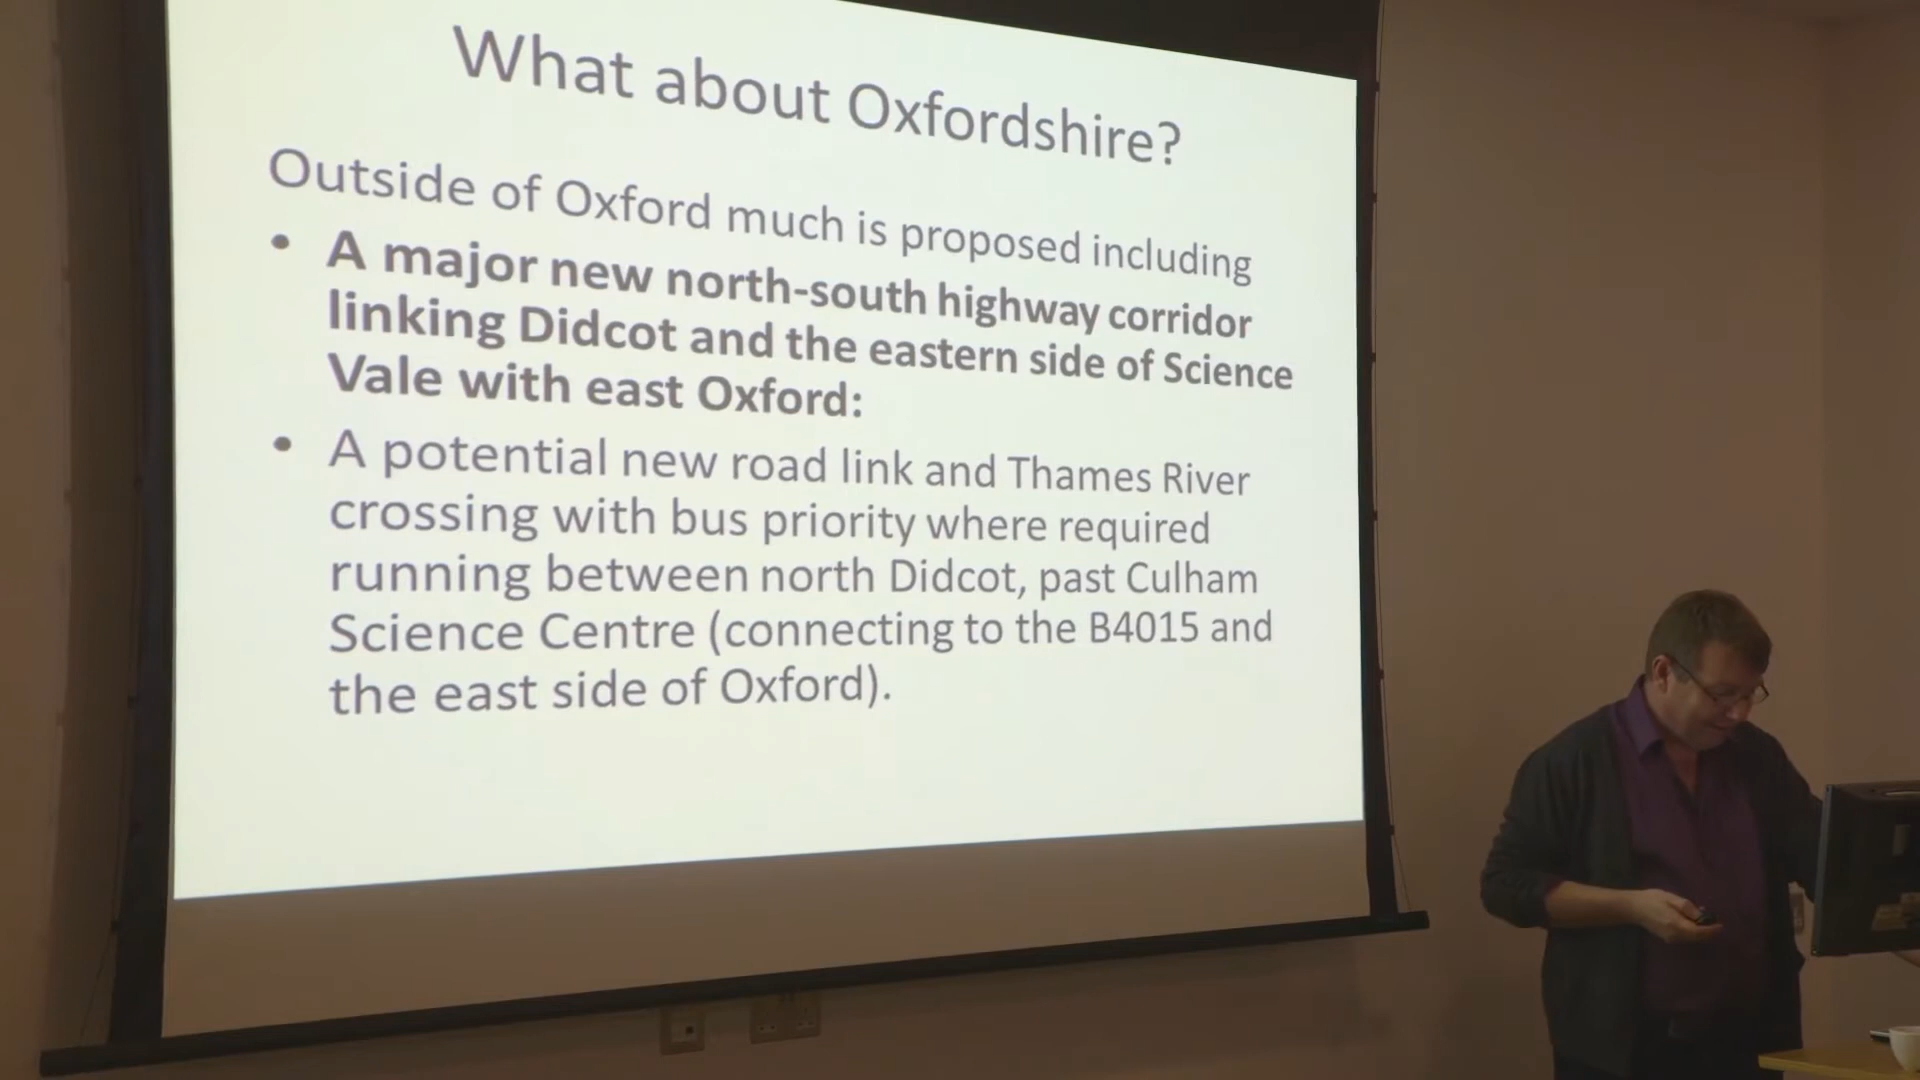 What about Oxfordshire?
Outside of Oxford much is proposed including
• A major new north-south highway corridor
linking Didcot and the eastern side of Science
Vale with east Oxford:
• A potential new road link and Thames River
crossing with bus priority where required
running between north Didcot, past Culham
Science Centre (connecting to the B4015 and
the east side of Oxford).